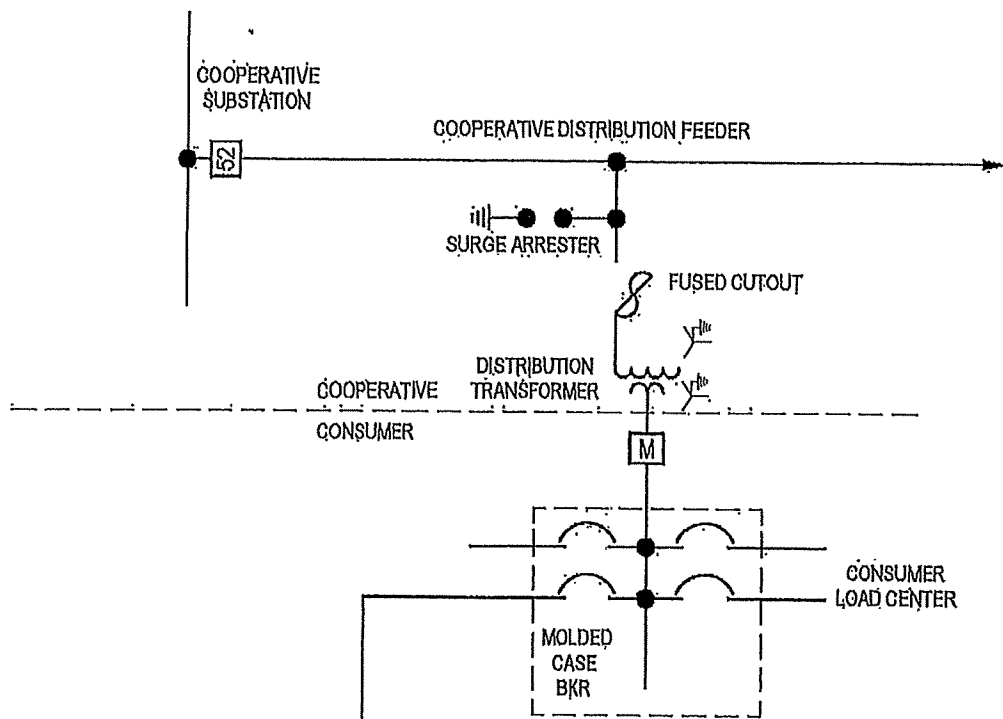 COOPERATIVE
SUBSTATION
COOPERATIVE DISTRIBUTION FEEDER
52
SURGE ARRESTER
FUSED CUTOUT
DISTRIBUTION
TRANSFORMER
COOPERATIVE
CONSUMER
M
CONSUMER
LOAD CENTER
MOLDED
CASE
BKR